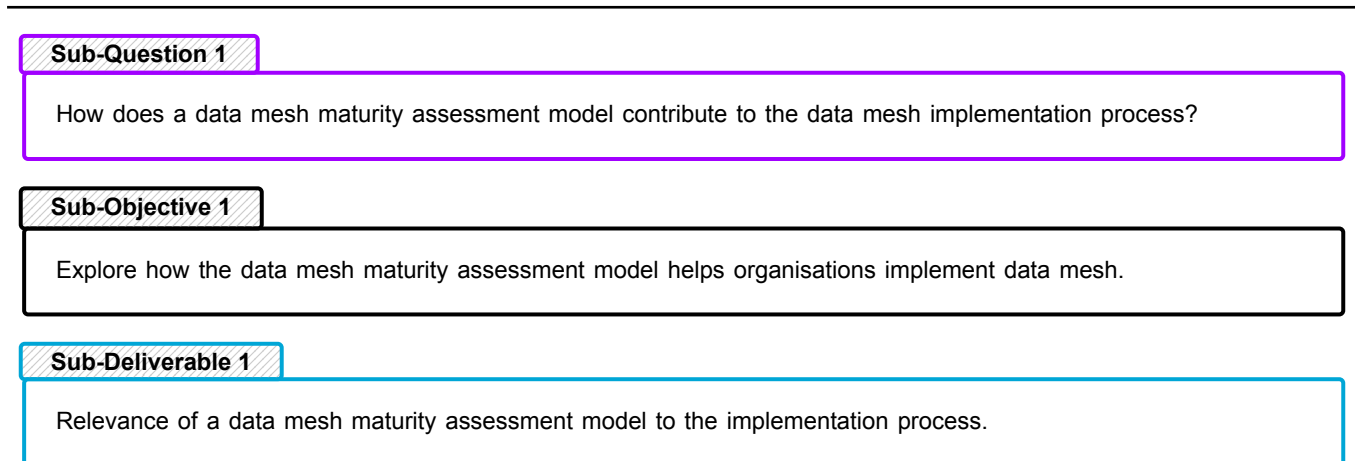 Sub-Question 1
How does a data mesh maturity assessment model contribute to the data mesh implementation process?
Sub-Objective 1
Explore how the data mesh maturity assessment model helps organisations implement data mesh.
Sub-Deliverable 1
Relevance of a data mesh maturity assessment model to the implementation process.